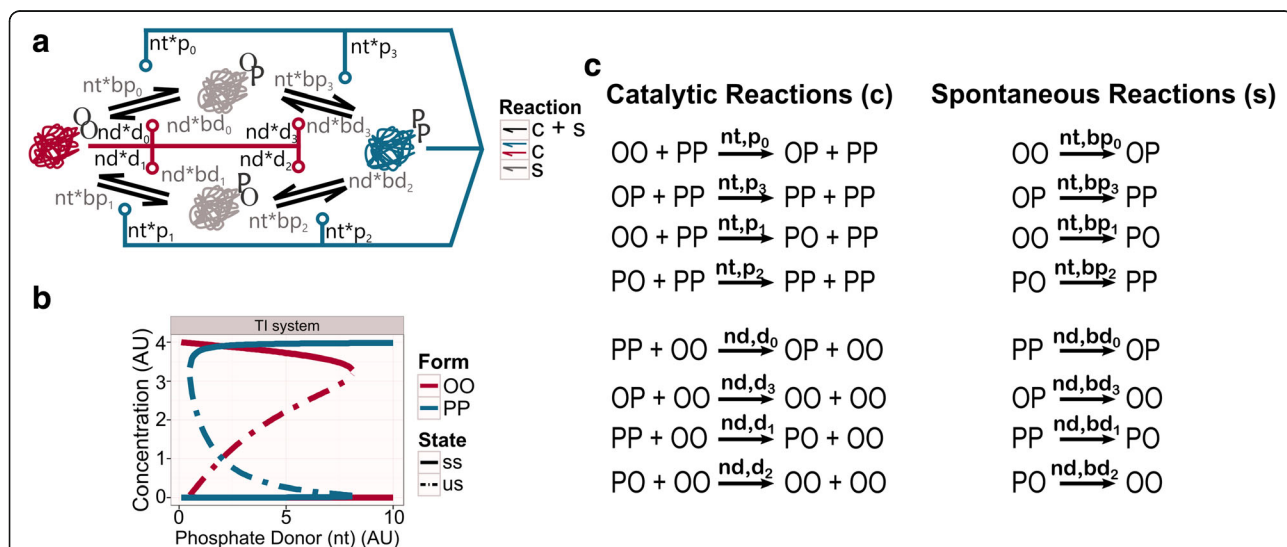 a
nt*p0
nt*p3
O
P
nt*bp0
nt*bp3
O
O
nd*d0
nd*bd0
nd*d3
nd*bd3
P
P
nd*d1
nd*d2
nd*bd1
nd*bd2
nt*bp1
P
O
nt*bp2
nt*p1
nt*p2
Reaction
c + s
c
s
b
TI system
Concentration (AU)
4
3
2
1
0
0
5
10
Phosphate Donor (nt) (AU)
Form
OO
PP
State
ss
us
c
Catalytic Reactions (c)
OO + PP nt,p0 → OP + PP
OP + PP nt,p3 → PP + PP
OO + PP nt,p1 → PO + PP
PO + PP nt,p2 → PP + PP
PP + OO nd,d0 → OP + OO
OP + OO nd,d3 → OO + OO
PP + OO nd,d1 → PO + OO
PO + OO nd,d2 → OO + OO
Spontaneous Reactions (s)
OO nt,bp0 → OP
OP nt,bp3 → PP
OO nt,bp1 → PO
PO nt,bp2 → PP
PP nd,bd0 → OP
OP nd,bd3 → OO
PP nd,bd1 → PO
PO nd,bd2 → OO